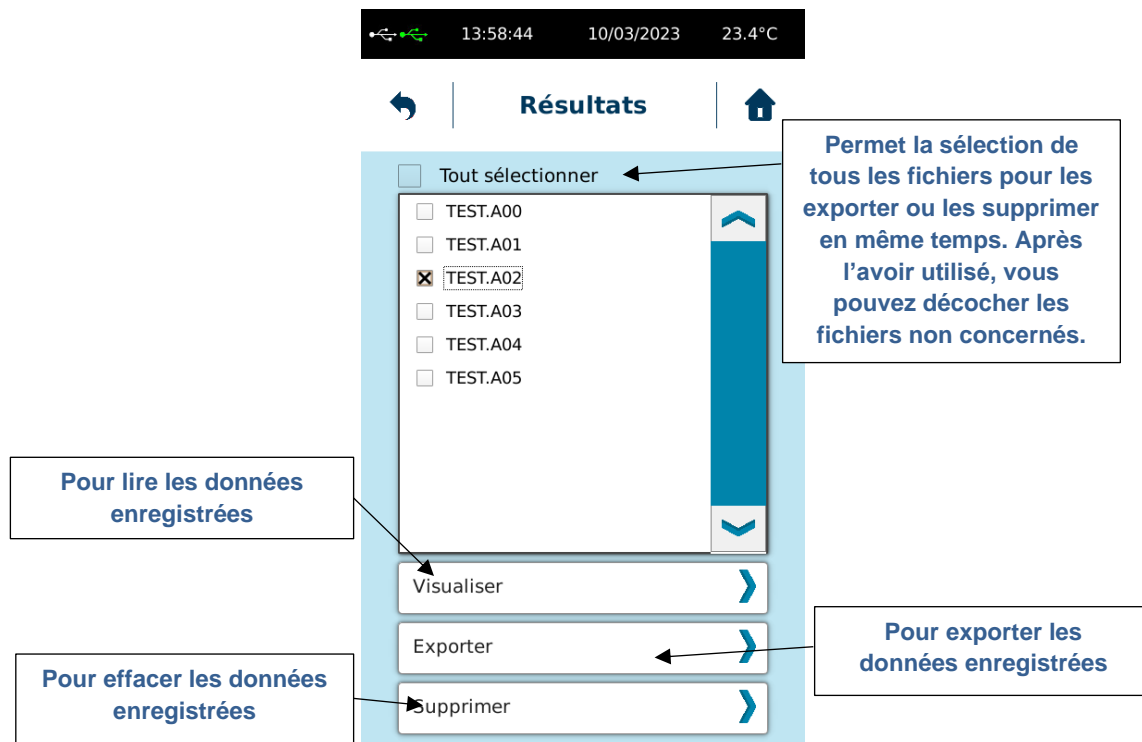 13:58:44 10/03/2023 23.4°C
Résultats
Permet la sélection de
tous les fichiers pour les
exporter ou les supprimer
en même temps. Après
l’avoir utilisé, vous
pouvez décocher les
fichiers non concernés.
Tout sélectionner
TEST.A00
TEST.A01
TEST.A02
TEST.A03
TEST.A04
TEST.A05
Pour lire les données
enregistrées
Visualiser
Exporter
Pour exporter les
données enregistrées
Pour effacer les données
enregistrées
Supprimer